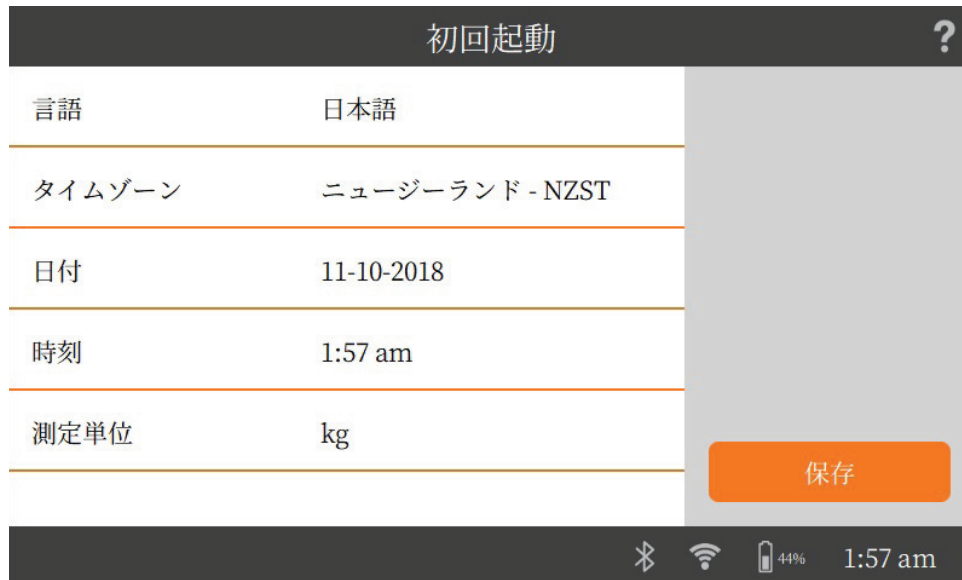 初回起動 ?
言語 日本語
タイムゾーン ニュージーランド - NZST
日付 11-10-2018
時刻 1:57 am
測定単位 kg
保存
44% 1:57 am